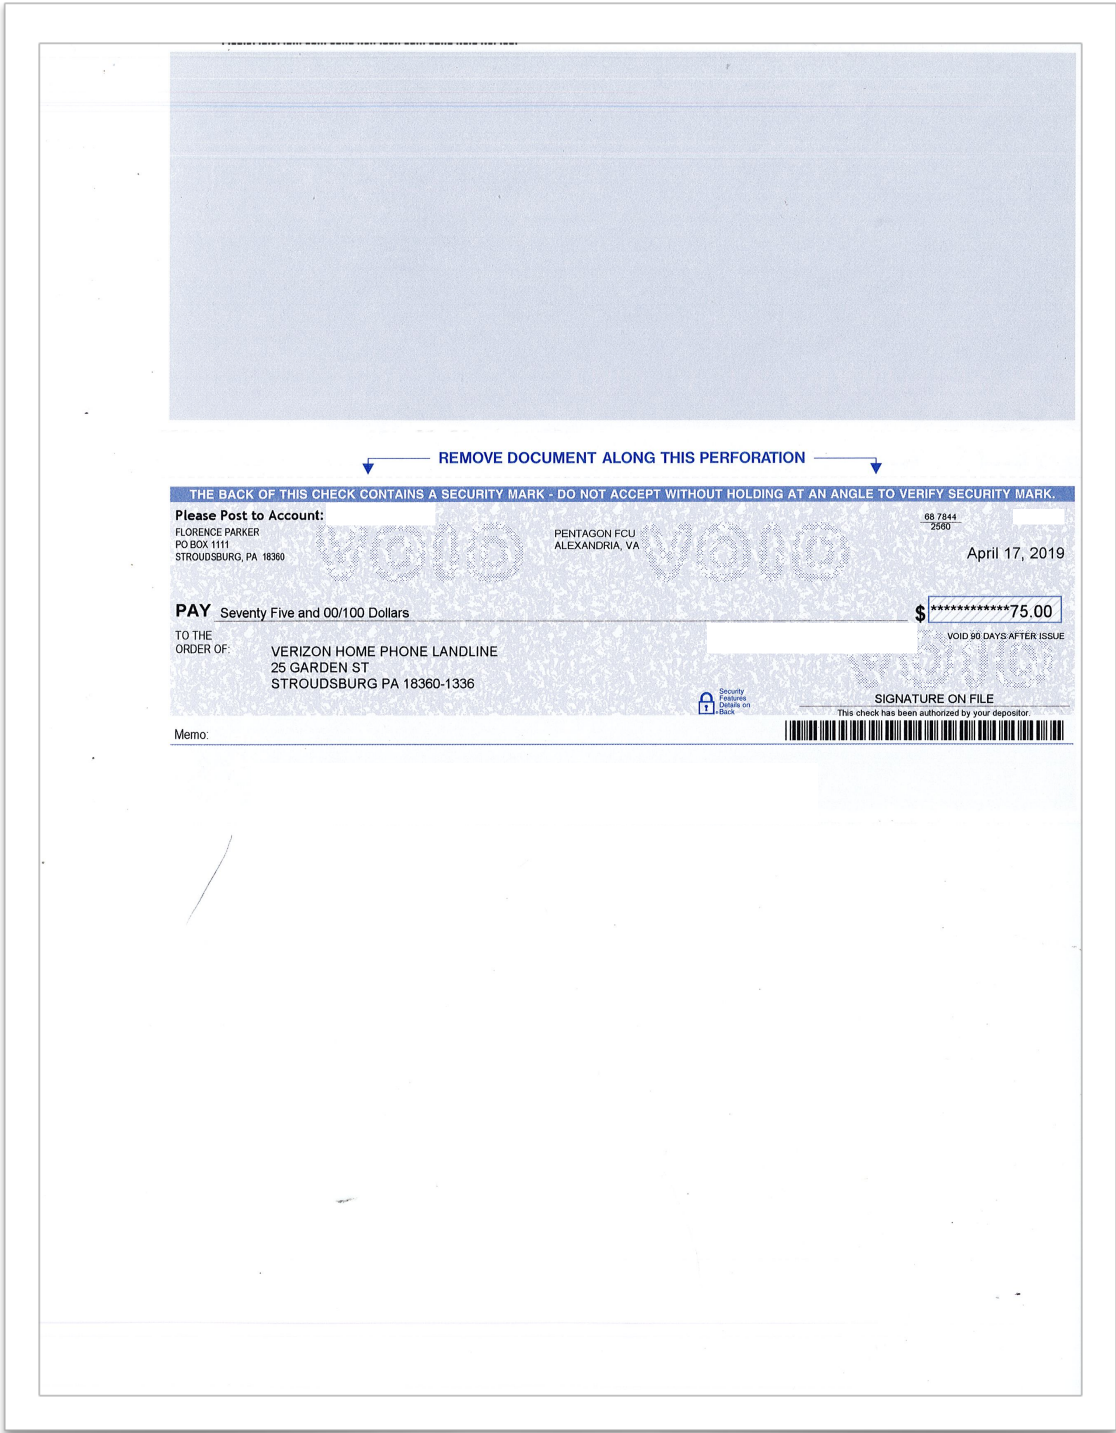 REMOVE DOCUMENT ALONG THIS PERFORATION
THE BACK OF THIS CHECK CONTAINS A SECURITY MARK - DO NOT ACCEPT WITHOUT HOLDING AT AN ANGLE TO VERIFY SECURITY MARK.
Please Post to Account:
FLORENCE PARKER
PO BOX 1111
STROUDSBURG, PA 18360
VOID
PENTAGON FCU
ALEXANDRIA, VA
VOID
68 7844
2560
April 17, 2019
PAY Seventy Five and 00/100 Dollars
$ ************75.00
TO THE
ORDER OF:
VERIZON HOME PHONE LANDLINE
25 GARDEN ST
STROUDSBURG PA 18360-1336
VOID 90 DAYS AFTER ISSUE
VOID
Security
Features
Details on
Back
SIGNATURE ON FILE
This check has been authorized by your depositor.
Memo: